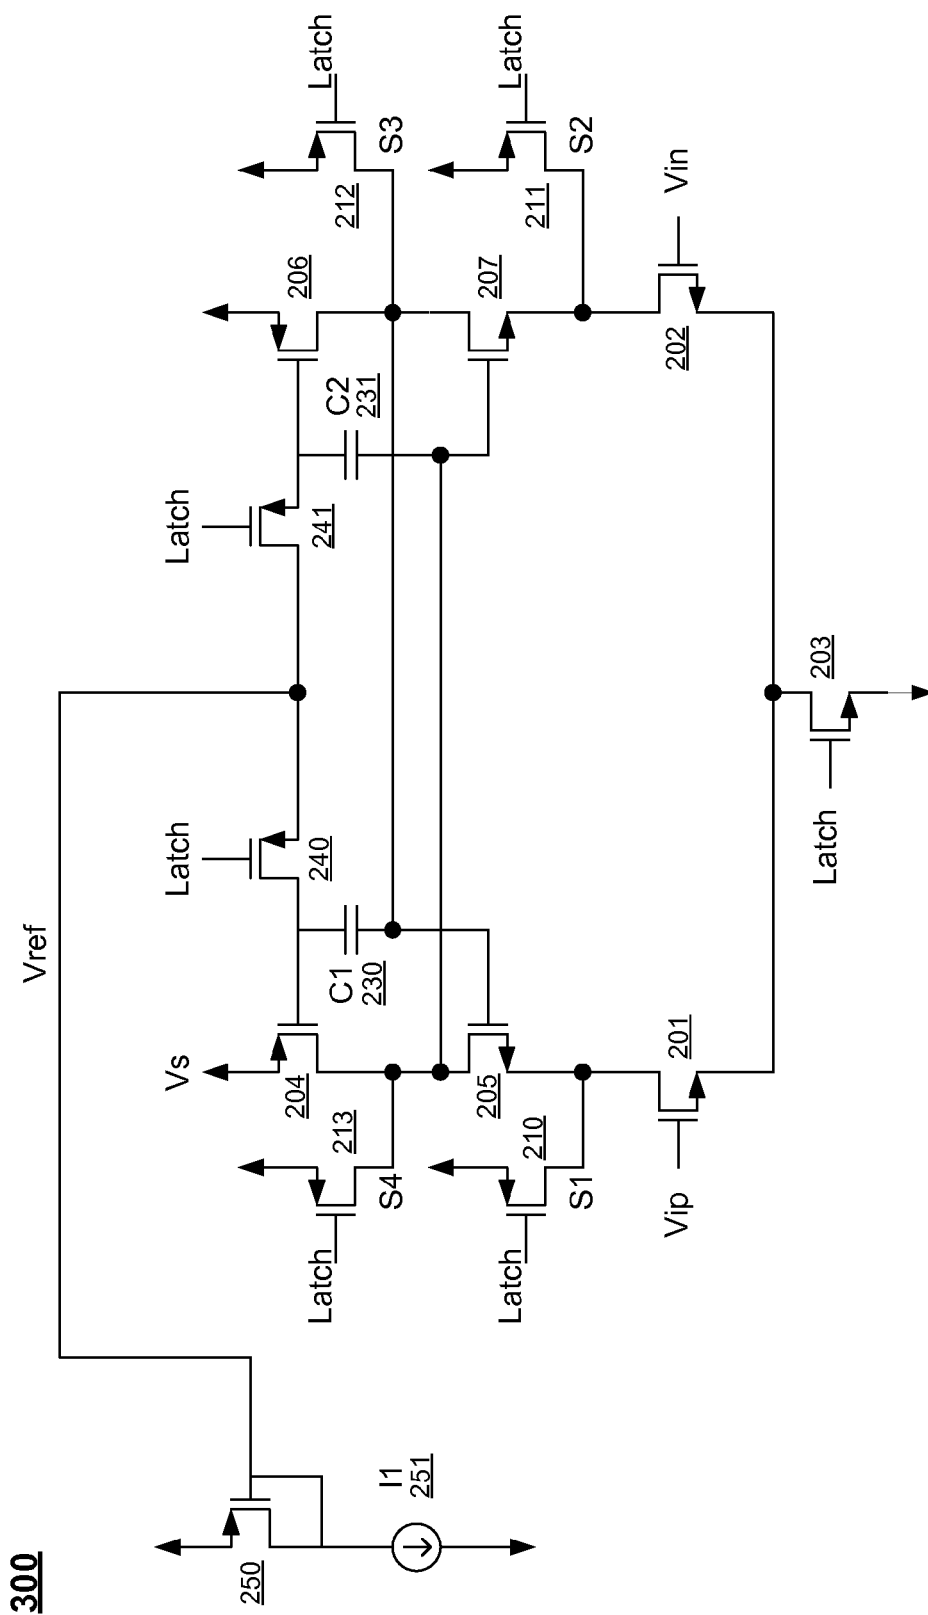 300
Vref
Latch
Latch
Vs
C1
230
C2
231
240
241
204
206
213
212
S4
S3
Latch
Latch
205
207
210
211
S1
S2
Latch
Latch
250
I1
251
Vip
201
202
Vin
Latch
203